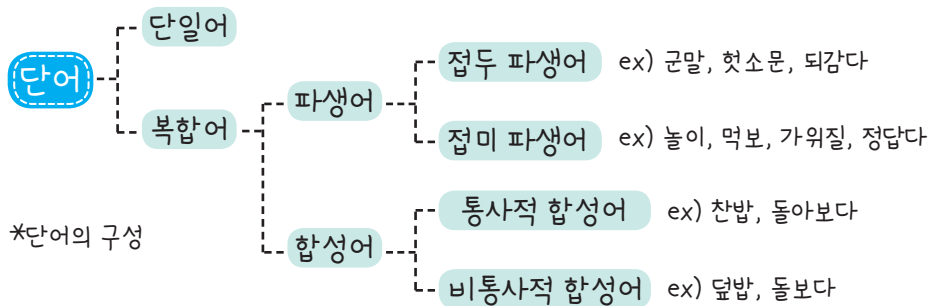 단일어
단어
복합어
파생어
접두 파생어 ex) 군말, 헛소문, 되감다
접미 파생어 ex) 놀이, 먹보, 가위질, 정답다
합성어
통사적 합성어 ex) 찬밥, 돌아보다
비통사적 합성어 ex) 덮밥, 돌보다
*단어의 구성